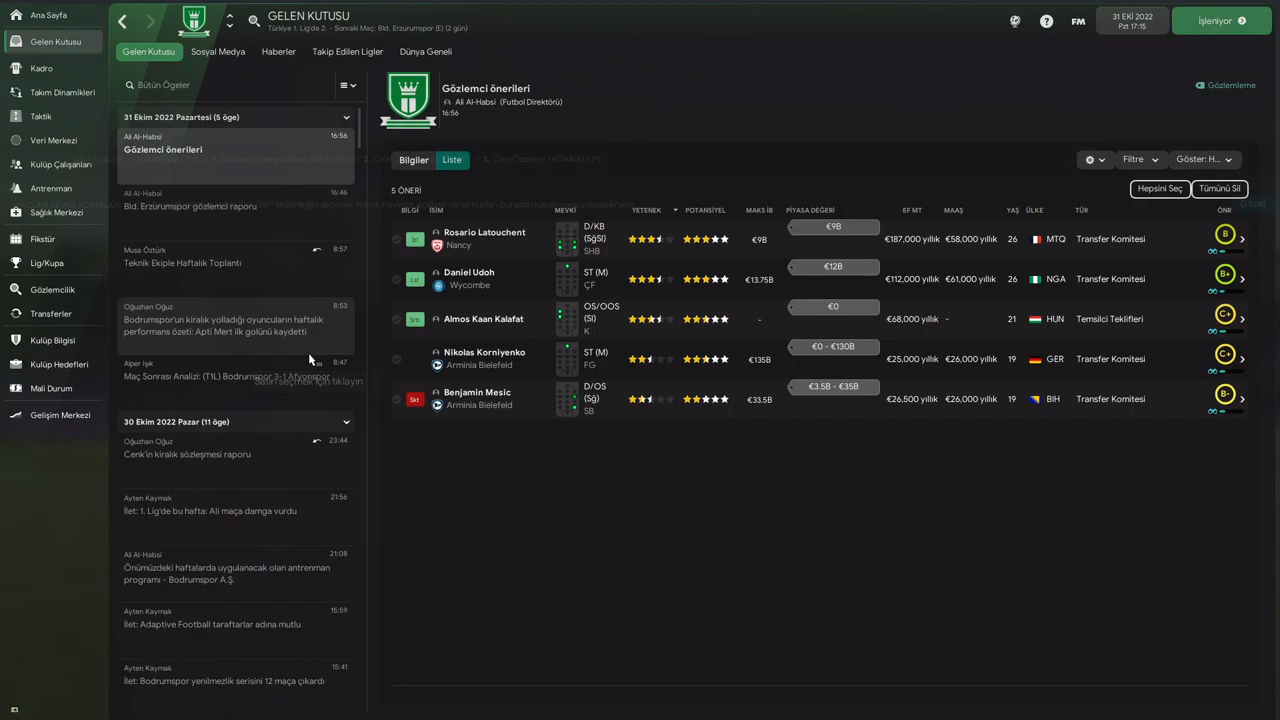 Ana Sayfa
Gelen Kutusu
Kadro
Takım Dinamikleri
Taktik
Veri Merkezi
Kulüp Çalışanları
Antrenman
Sağlık Merkezi
Fikstür
Lig/Kupa
Gözlemcilik
Transferler
Kulüp Bilgisi
Kulüp Hedefleri
Mali Durum
Gelişim Merkezi
GELEN KUTUSU
Türkiye 1. Lig'de 2. - Sonraki Maç: Bld. Erzurumspor (E) (2 gün)
FM
31 EKİ 2022
Pzt 17:15
İşleniyor
Gelen Kutusu Sosyal Medya Haberler Takip Edilen Ligler Dünya Geneli
Bütün Ögeler
31 Ekim 2022 Pazartesi (5 öge)
Ali Al-Habsi 16:56
Gözlemci önerileri
Ali Al-Habsi 16:46
Bld. Erzurumspor gözlemci raporu
Musa Öztürk 8:57
Teknik Ekiple Haftalık Toplantı
Oğuzhan Oğuz 8:53
Bodrumspor'un kiralık yolladığı oyuncuların haftalık
performans özeti: Apti Mert ilk golünü kaydetti
Alper Işık 8:47
Maç Sonrası Analizi: (T1L) Bodrumspor 3-1 Afyonspor
Satırı seçmek için tıklayın
30 Ekim 2022 Pazar (11 öge)
Oğuzhan Oğuz 23:44
Cenk'in kiralık sözleşmesi raporu
Ayten Kaymak 21:56
İlet: 1. Lig'de bu hafta: Ali maça damga vurdu
Ali Al-Habsi 21:08
Önümüzdeki haftalarda uygulanacak olan antrenman
programı - Bodrumspor A.Ş.
Ayten Kaymak 15:59
İlet: Adaptive Football taraftarlar adına mutlu
Ayten Kaymak 15:41
İlet: Bodrumspor yenilmezlik serisini 12 maça çıkardı
Gözlemci önerileri
Ali Al-Habsi (Futbol Direktörü)
16:56
Gözlemleme
Bilgiler Liste
Filtre Göster: H...
5 ÖNERİ
Hepsini Seç Tümünü Sil
BİLGİ İSİM MEVKİ YETENEK POTANSİYEL MAKS İB PİYASA DEĞERİ EF MT MAAŞ YAŞ ÜLKE TÜR ÖNR
İzl Rosario Latouchent Nancy D/KB (SğSl) SHB €9B €9B €187,000 yıllık €58,000 yıllık 26 MTQ Transfer Komitesi B
Lst Daniel Udoh Wycombe ST (M) ÇF €13.75B €12B €112,000 yıllık €61,000 yıllık 26 NGA Transfer Komitesi B+
Srb Almos Kaan Kalafat OS/OOS (Sl) K - €0 €68,000 yıllık - 21 HUN Temsilci Teklifleri C+
Nikolas Korniyenko Arminia Bielefeld ST (M) FG €135B €0 - €130B €25,000 yıllık €26,000 yıllık 19 GER Transfer Komitesi C+
Skt Benjamin Mesic Arminia Bielefeld D/OS (Sğ) SB €33.5B €3.5B - €35B €26,500 yıllık €26,000 yıllık 19 BIH Transfer Komitesi B-